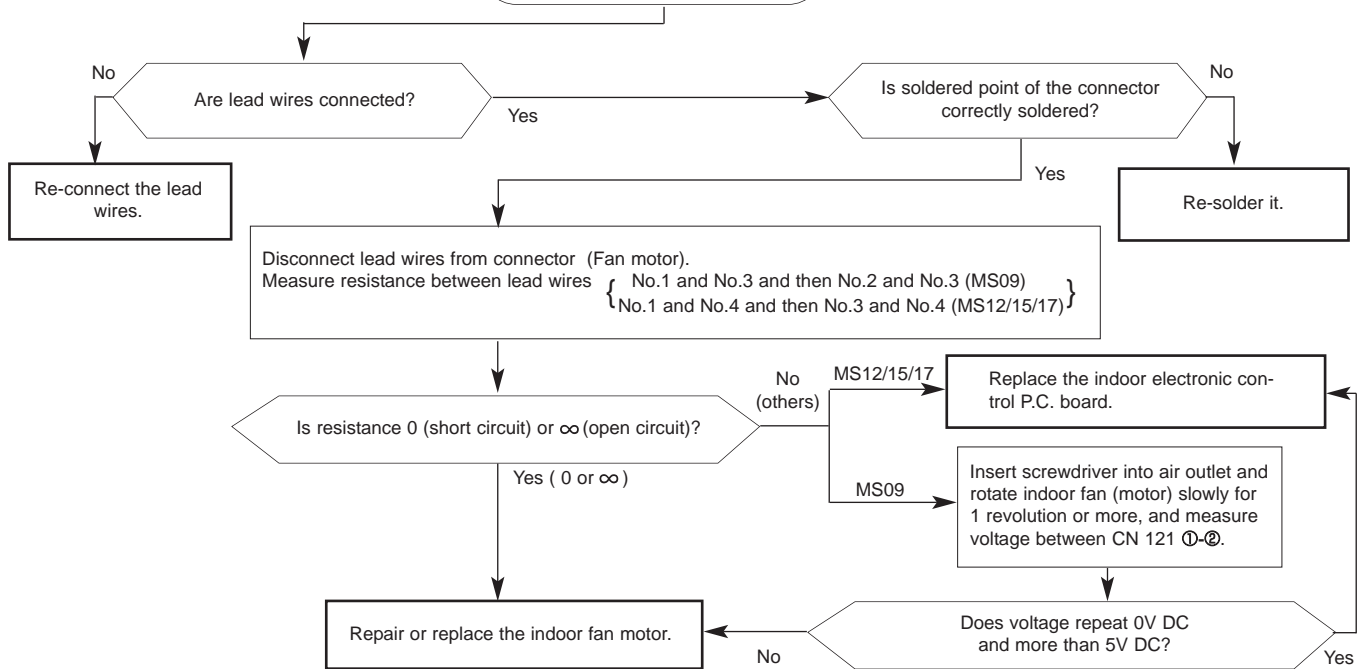 No
Are lead wires connected?
Yes
Is soldered point of the connector
correctly soldered?
No
Re-connect the lead
wires.
Yes
Re-solder it.
Disconnect lead wires from connector (Fan motor).
Measure resistance between lead wires { No.1 and No.3 and then No.2 and No.3 (MS09)
No.1 and No.4 and then No.3 and No.4 (MS12/15/17) }
Is resistance 0 (short circuit) or ∞ (open circuit)?
No
(others)
MS12/15/17
Replace the indoor electronic con-
trol P.C. board.
Yes ( 0 or ∞ )
MS09
Insert screwdriver into air outlet and
rotate indoor fan (motor) slowly for
1 revolution or more, and measure
voltage between CN 121 ①-②.
Repair or replace the indoor fan motor.
No
Does voltage repeat 0V DC
and more than 5V DC?
Yes